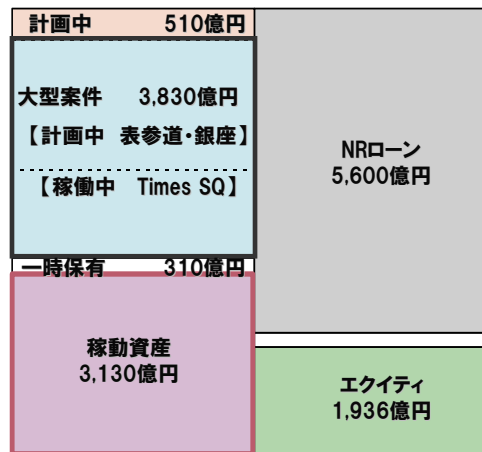 計画中 510億円
大型案件 3,830億円
【計画中 表参道・銀座】
【稼働中 Times SQ】
一時保有 310億円
稼動資産
3,130億円
NRローン
5,600億円
エクイティ
1,936億円